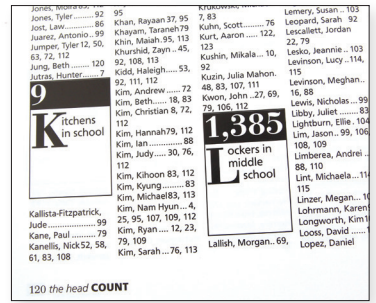 Jones, Tyler ......... 92
Jost, Law......... 86
Juarez, Antonio.. 99
Jumper, Tyler 12, 50,
63, 72, 112
Jung, Beth ......... 120
Jutras, Hunter...... 7
9
Kitchens
in school
Kallista-Fitzpatrick,
Jude................. 99
Kane, Paul ......... 79
Kanellis, Nick 52, 58,
61, 83, 108
95
Khan, Rayaan 37, 95
Khayam, Taraneh 79
Khin, Maiah. 95, 113
Khurshid, Zayn .. 45,
92, 108, 113
Kidd, Haleigh..... 53,
92, 111, 112
Kim, Andrew ...... 72
Kim, Beth...... 18, 83
Kim, Christian 8, 72,
112
Kim, Hannah 79, 112
Kim, Ian.............. 88
Kim, Judy..... 30, 76,
112
Kim, Kihoon 83, 112
Kim, Kyung........ 83
Kim, Michael 83, 113
Kim, Nam Hyun... 4,
25, 95, 107, 109, 112
Kim, Ryan .... 12, 23,
79, 109
Kim, Sarah... 76, 113
7, 83
Kuhn, Scott......... 76
Kurt, Aaron ..... 122,
123
Kushin, Mikala... 10,
92
Kuzin, Julia Mahon.
48, 83, 107, 111
Kwon, John ..27, 69,
79, 106, 112
1,385
Lockers in
middle
school
Lallish, Morgan.. 69,
Lemery, Susan .. 103
Leopard, Sarah 92
Lescallett, Jordan
22, 79
Lesko, Jeannie .. 103
Levinson, Lucy .. 114,
115
Levinson, Meghan..
16, 88
Lewis, Nicholas ... 99
Libby, Juliet ........ 83
Lightburn, Ellie . 104
Lim, Jason.. 99, 106,
108, 109
Limberea, Andrei ..
88, 110
Lint, Michaela....
115
Linzer, Megan...
Lohrmann, Karen
Longworth, Kim
Looss, David ......
Lopez, Daniel
120 the head COUNT